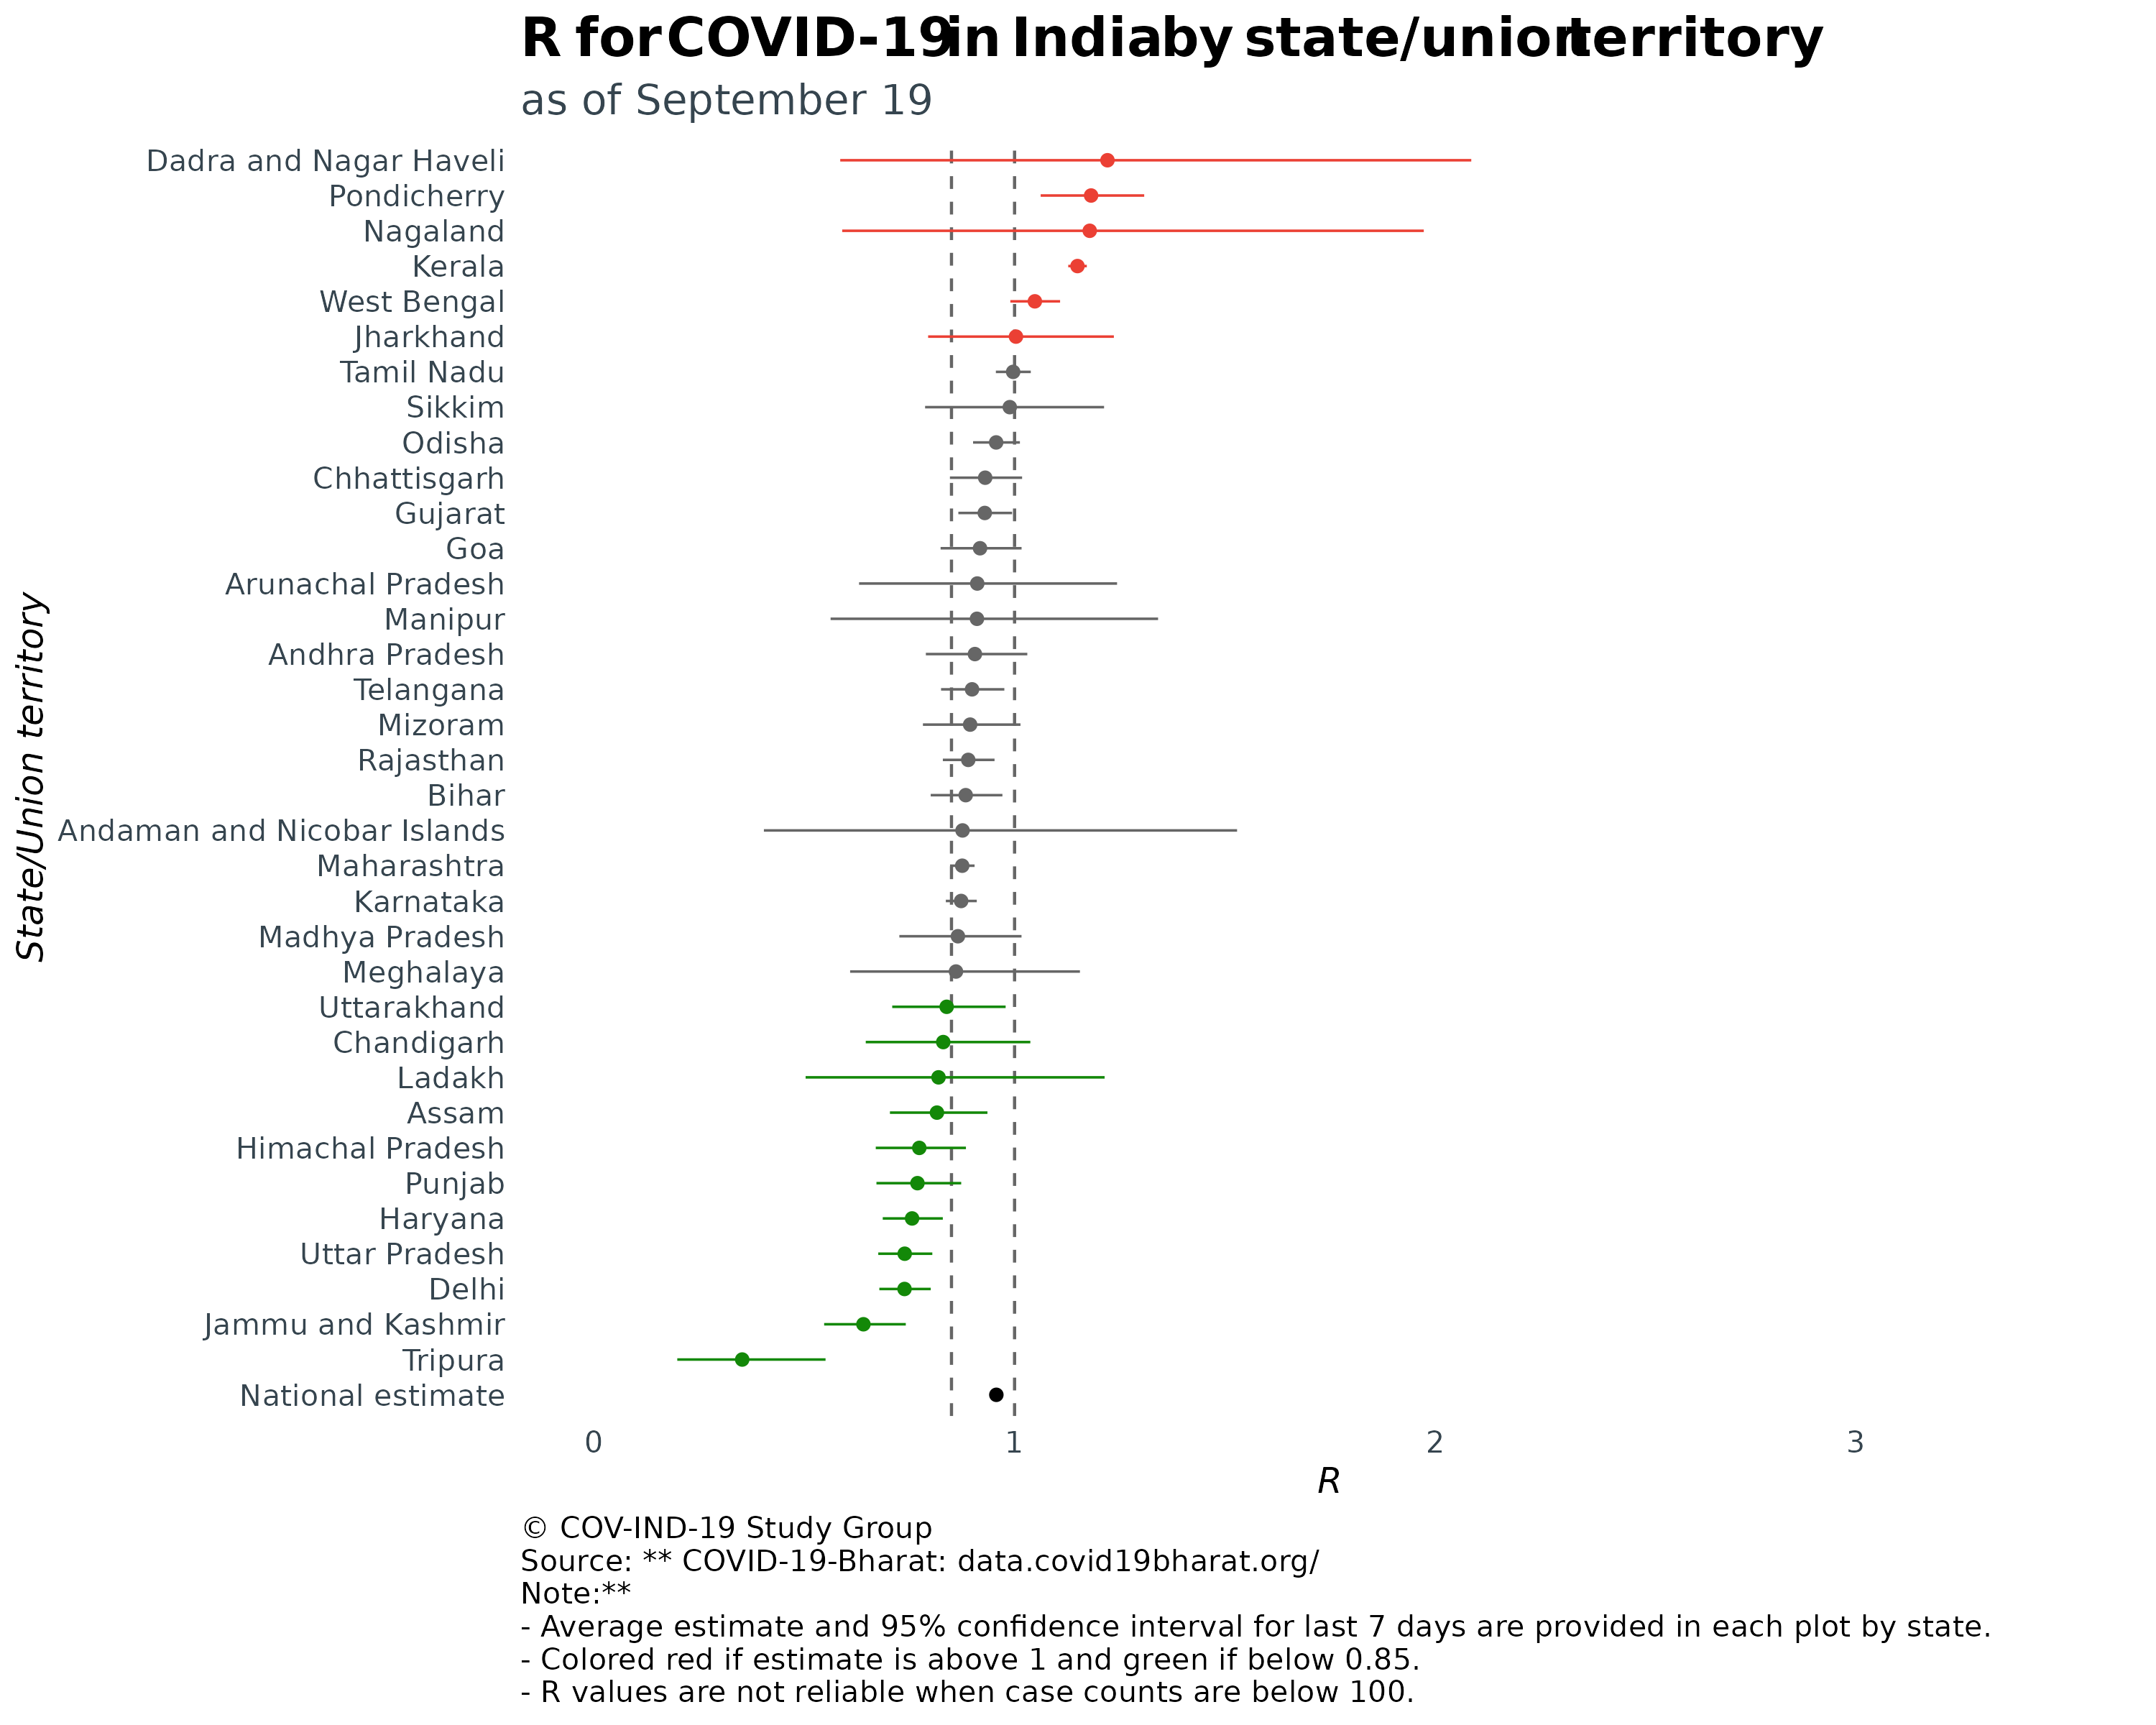 R for COVID-19 in India by state/union territory
as of September 19
Dadra and Nagar Haveli
Pondicherry
Nagaland
Kerala
West Bengal
Jharkhand
Tamil Nadu
Sikkim
Odisha
Chhattisgarh
Gujarat
Goa
Arunachal Pradesh
Manipur
Andhra Pradesh
Telangana
Mizoram
Rajasthan
Bihar
Andaman and Nicobar Islands
Maharashtra
Karnataka
Madhya Pradesh
Meghalaya
Uttarakhand
Chandigarh
Ladakh
Assam
Himachal Pradesh
Punjab
Haryana
Uttar Pradesh
Delhi
Jammu and Kashmir
Tripura
National estimate
State/Union territory
0 1 2 3
R
© COV-IND-19 Study Group
Source: ** COVID-19-Bharat: data.covid19bharat.org/
Note:**
- Average estimate and 95% confidence interval for last 7 days are provided in each plot by state.
- Colored red if estimate is above 1 and green if below 0.85.
- R values are not reliable when case counts are below 100.